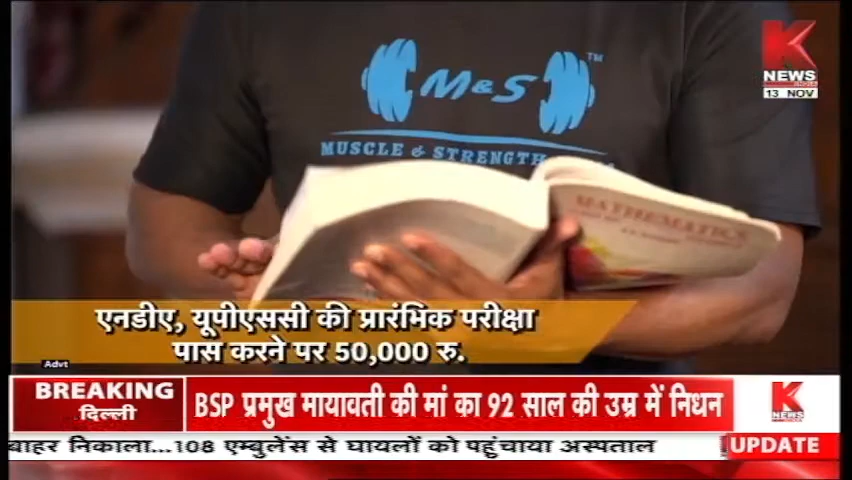 M&S TM
MUSCLE & STRENGTH
K
NEWS
13 NOV
MATHEMATICS
एनडीए, यूपीएससी की प्रारंभिक परीक्षा
पास करने पर 50,000 रु.
Advt
BREAKING
दिल्ली
BSP प्रमुख मायावती की मां का 92 साल की उम्र में निधन
K
NEWS
बाहर निकाला...108 एम्बुलेंस से घायलों को पहुंचाया अस्पताल
UPDATE